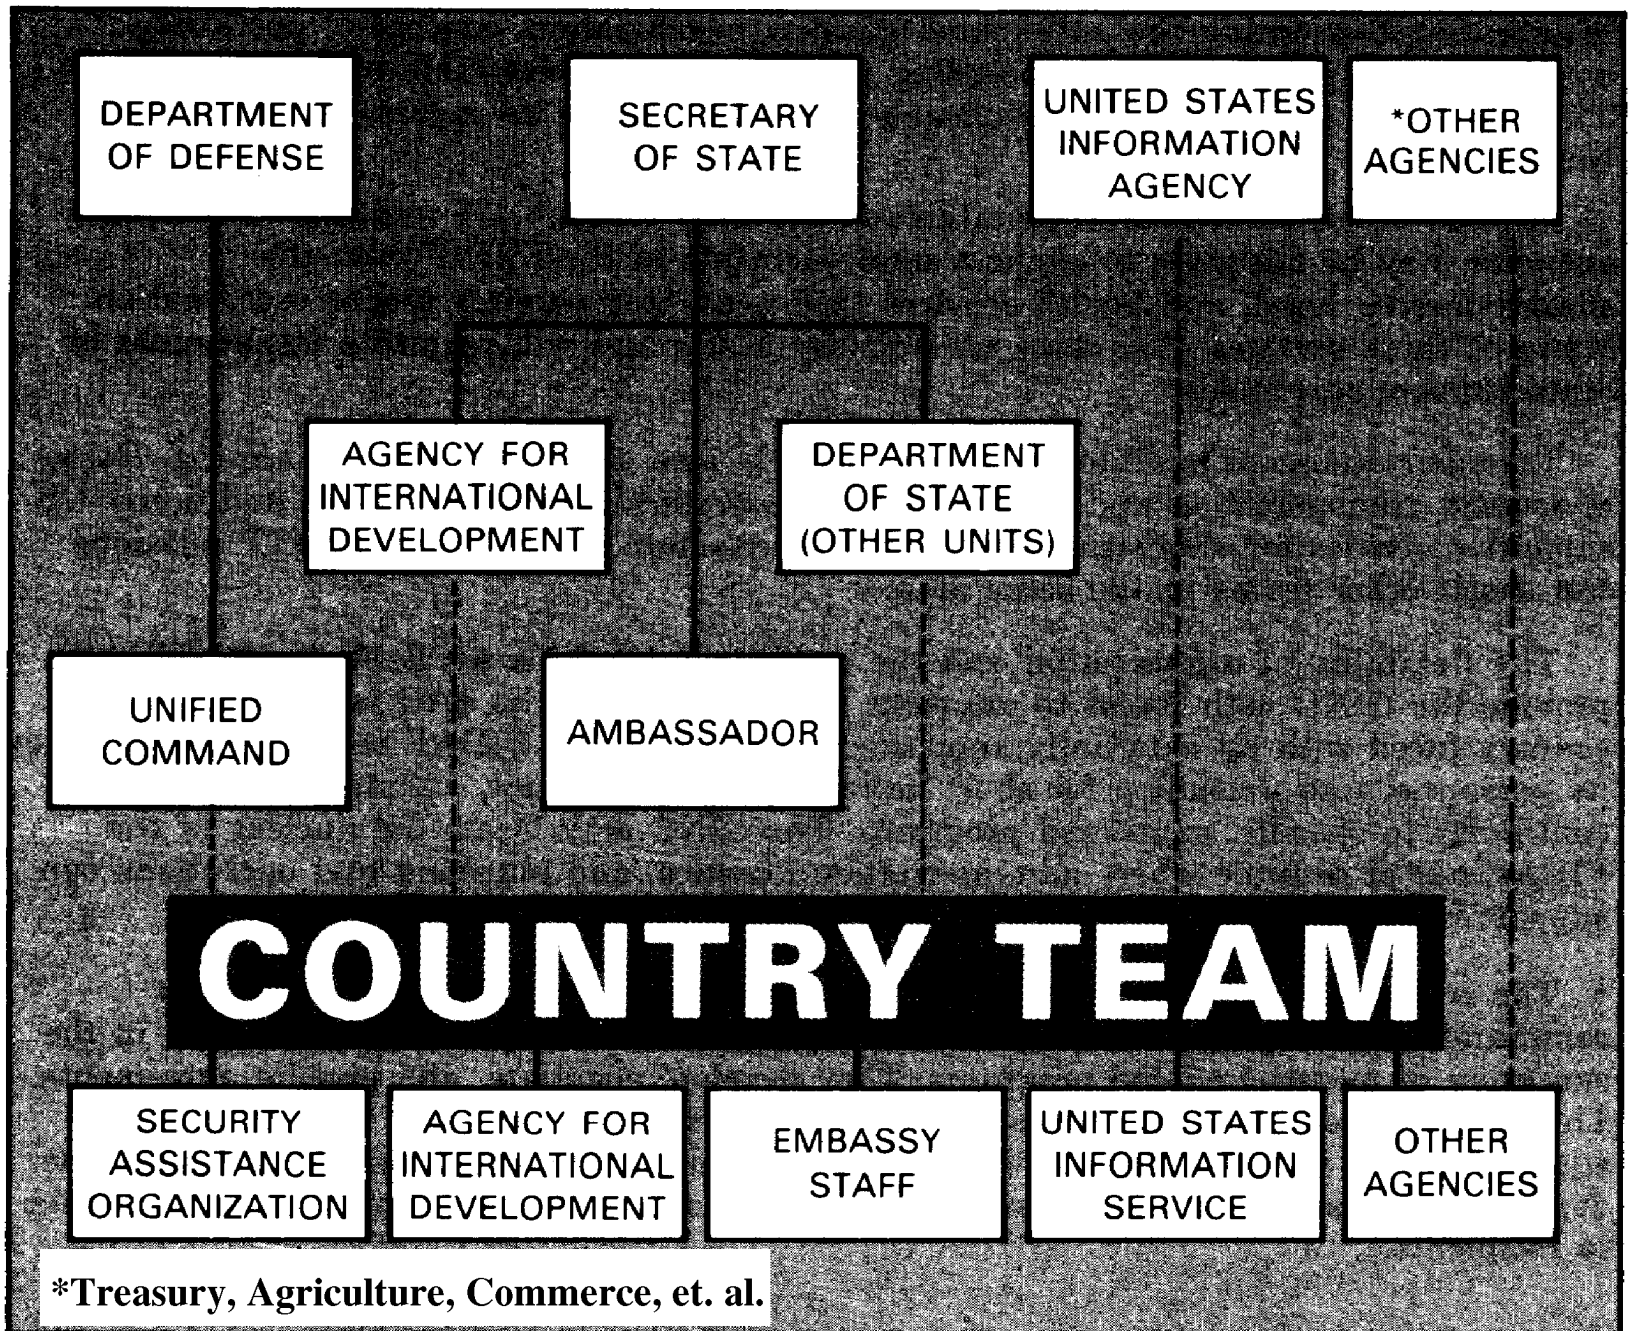 DEPARTMENT
OF DEFENSE
SECRETARY
OF STATE
UNITED STATES
INFORMATION
AGENCY
*OTHER
AGENCIES
AGENCY FOR
INTERNATIONAL
DEVELOPMENT
DEPARTMENT
OF STATE
(OTHER UNITS)
UNIFIED
COMMAND
AMBASSADOR
COUNTRY TEAM
SECURITY
ASSISTANCE
ORGANIZATION
AGENCY FOR
INTERNATIONAL
DEVELOPMENT
EMBASSY
STAFF
UNITED STATES
INFORMATION
SERVICE
OTHER
AGENCIES
*Treasury, Agriculture, Commerce, et. al.